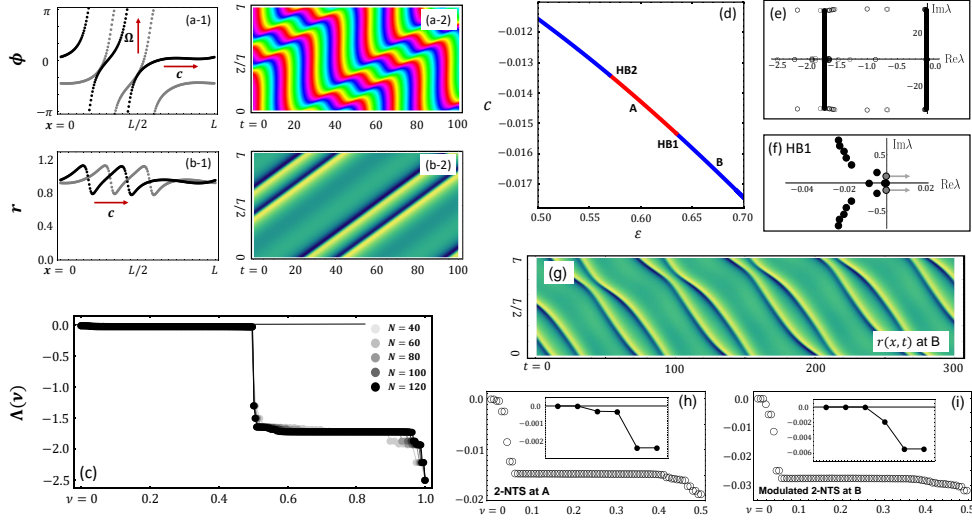 π
(a-1)
Ω
ϕ
0
c
−π
x = 0
L/2
L
(a-2)
L
L/2
0
t = 0
20
40
60
80
100
(b-1)
1.2
0.8
r
0.4
0.0
c
x = 0
L/2
L
(b-2)
L
L/2
0
t = 0
20
40
60
80
100
(c)
0.0
−0.5
−1.0
−1.5
−2.0
−2.5
Λ(ν)
N = 40
N = 60
N = 80
N = 100
N = 120
ν = 0
0.2
0.4
0.6
0.8
1.0
(d)
−0.012
−0.013
−0.014
−0.015
−0.016
−0.017
c
HB2
A
HB1
B
0.50
0.55
0.60
0.65
0.70
ε
(e)
Imλ
20
Reλ
−2.5
−2.0
−1.5
−1.0
−0.5
0.0
−20
(f) HB1
Imλ
0.5
Reλ
−0.04
−0.02
0.02
−0.5
(g)
L
L/2
0
r(x, t) at B
t = 0
100
200
300
(h)
0.00
−0.01
−0.02
0.0
−0.001
−0.002
2-NTS at A
ν = 0
0.1
0.2
0.3
0.4
0.5
(i)
0.00
−0.01
−0.02
−0.03
0.0
−0.002
−0.004
−0.006
Modulated 2-NTS at B
ν = 0
0.1
0.2
0.3
0.4
0.5